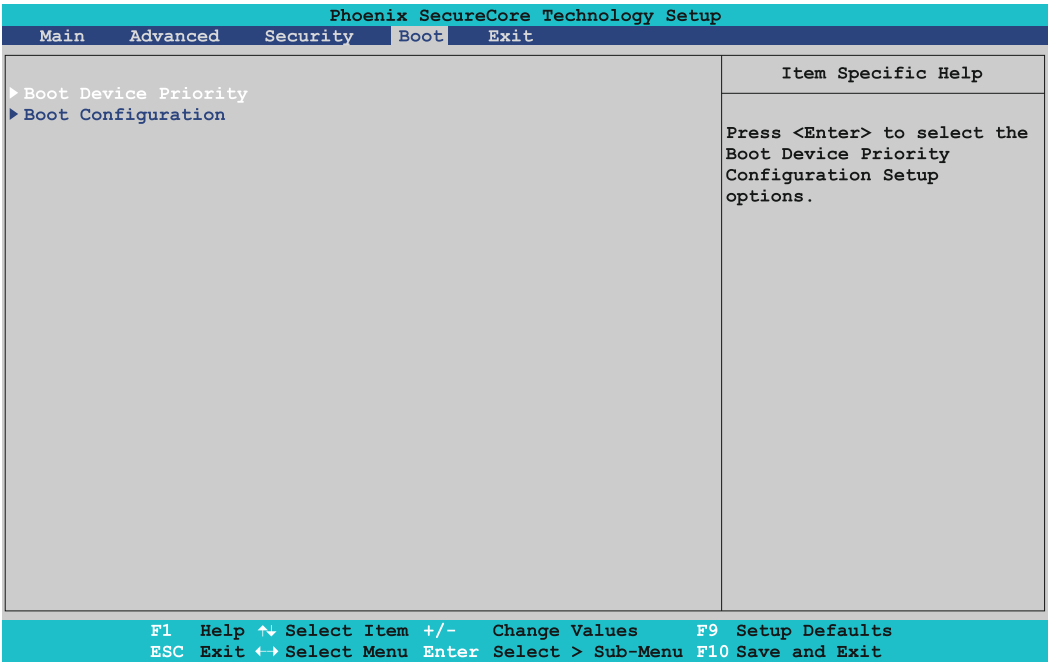 Phoenix SecureCore Technology Setup
Main Advanced Security Boot Exit
Boot Device Priority
Boot Configuration
Item Specific Help
Press <Enter> to select the
Boot Device Priority
Configuration Setup
options.
F1 Help ↑↓ Select Item +/- Change Values F9 Setup Defaults
ESC Exit ←→ Select Menu Enter Select > Sub-Menu F10 Save and Exit